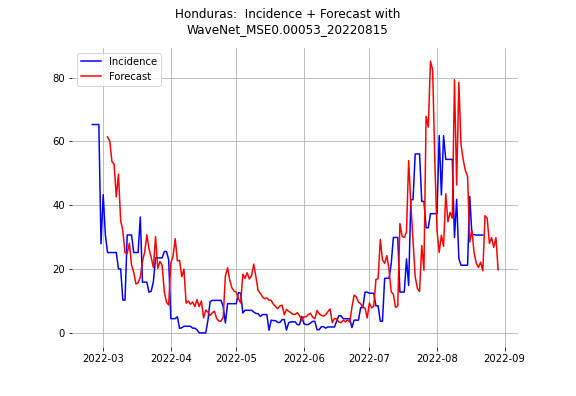 Honduras:  Incidence + Forecast with
WaveNet_MSE0.00053_20220815
Incidence
Forecast
80
60
40
20
0
2022-03 2022-04 2022-05 2022-06 2022-07 2022-08 2022-09